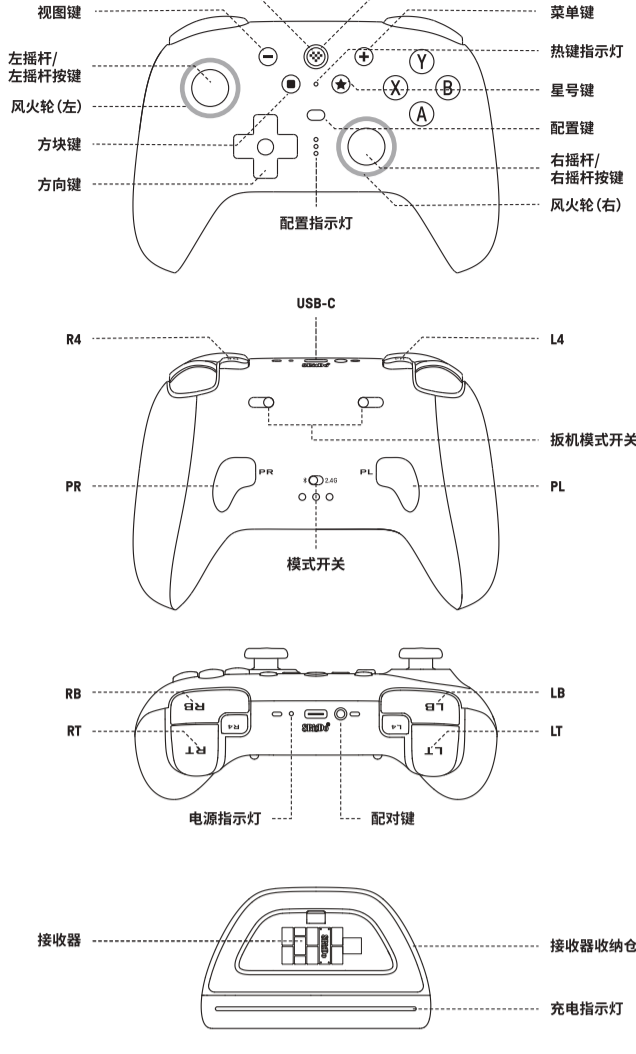 视图键
菜单键
热键指示灯
左摇杆/
左摇杆按键
Y
X
B
A
星号键
风火轮(左)
配置键
方块键
右摇杆/
右摇杆按键
方向键
风火轮(右)
配置指示灯
USB-C
R4
L4
扳机模式开关
PR
PL
PR
PL
2.4G
模式开关
RB
LB
RB
LB
R4
L4
RT
LT
RT
LT
电源指示灯
配对键
接收器
接收器收纳仓
充电指示灯